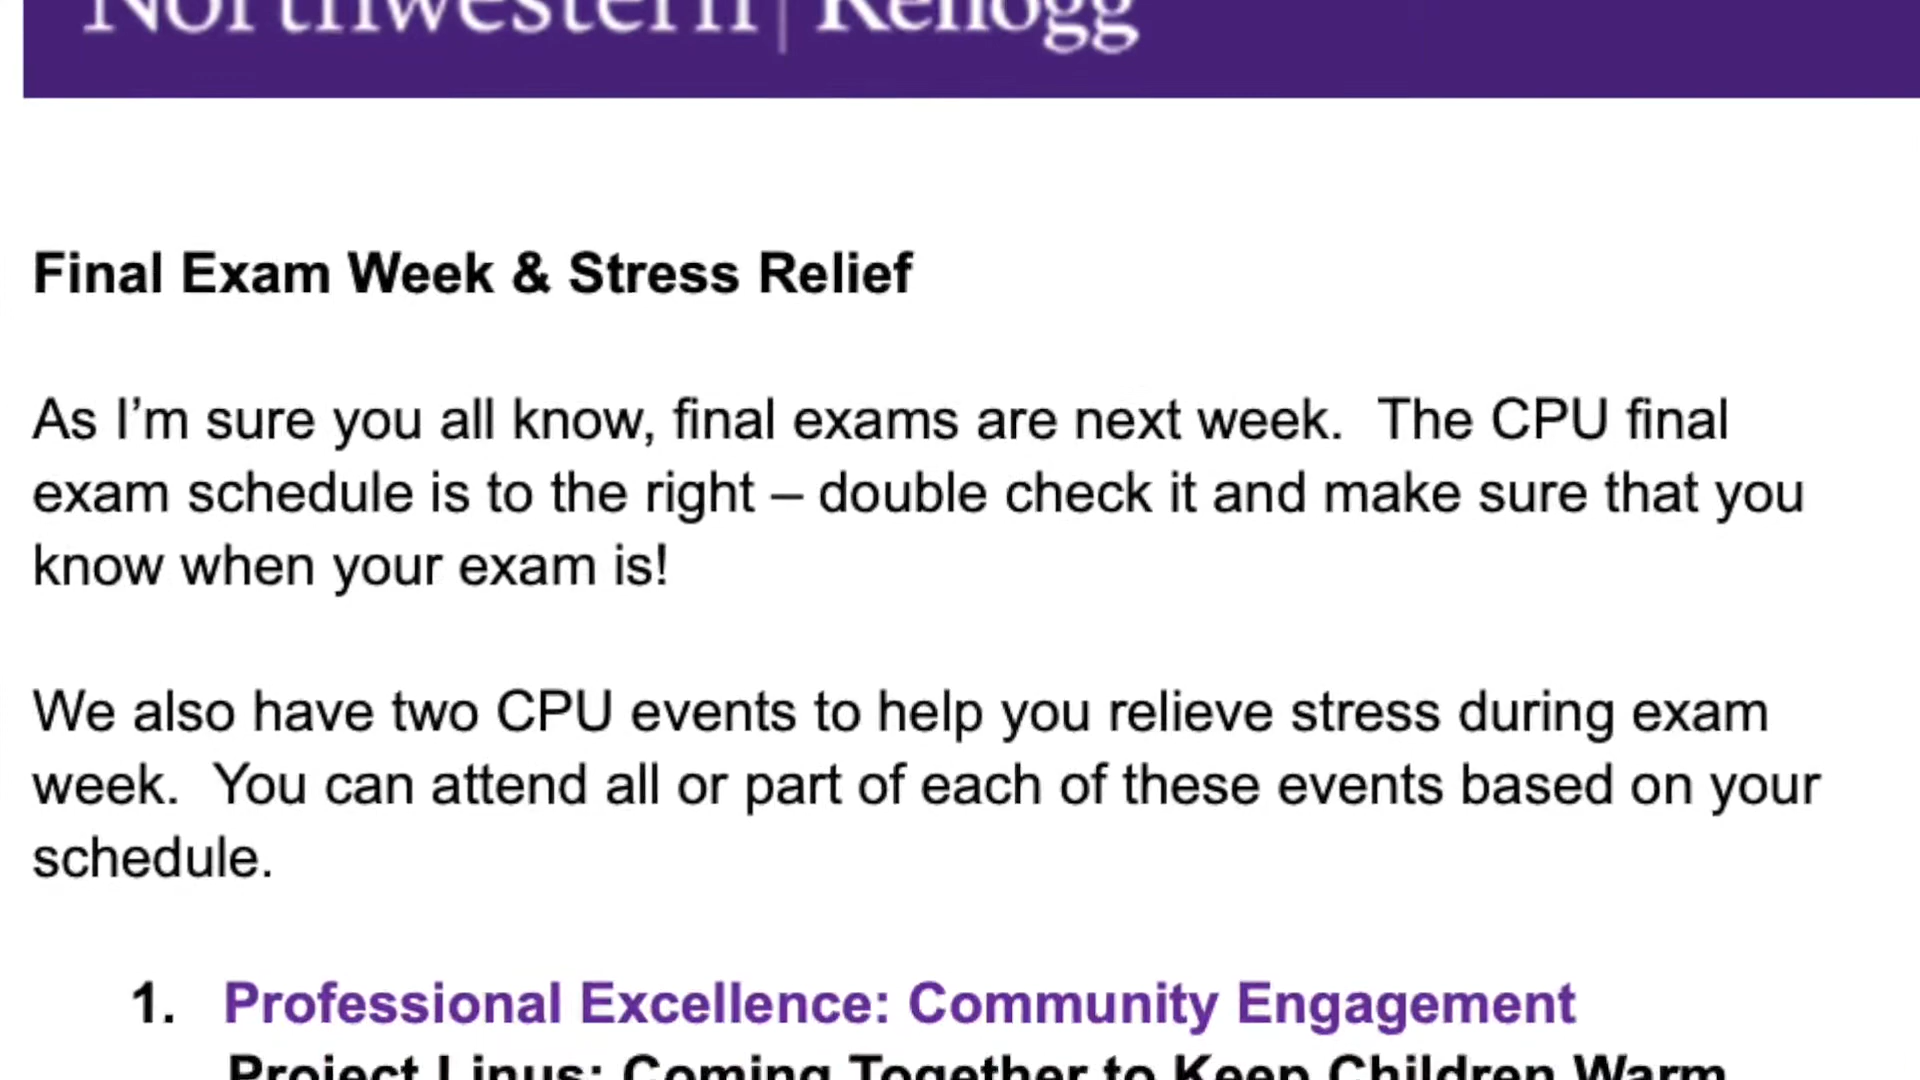 Northwestern | Kellogg
Final Exam Week & Stress Relief
As I’m sure you all know, final exams are next week.  The CPU final
exam schedule is to the right – double check it and make sure that you
know when your exam is!
We also have two CPU events to help you relieve stress during exam
week.  You can attend all or part of each of these events based on your
schedule.
1. Professional Excellence: Community Engagement
Project Linus: Coming Together to Keep Children Warm